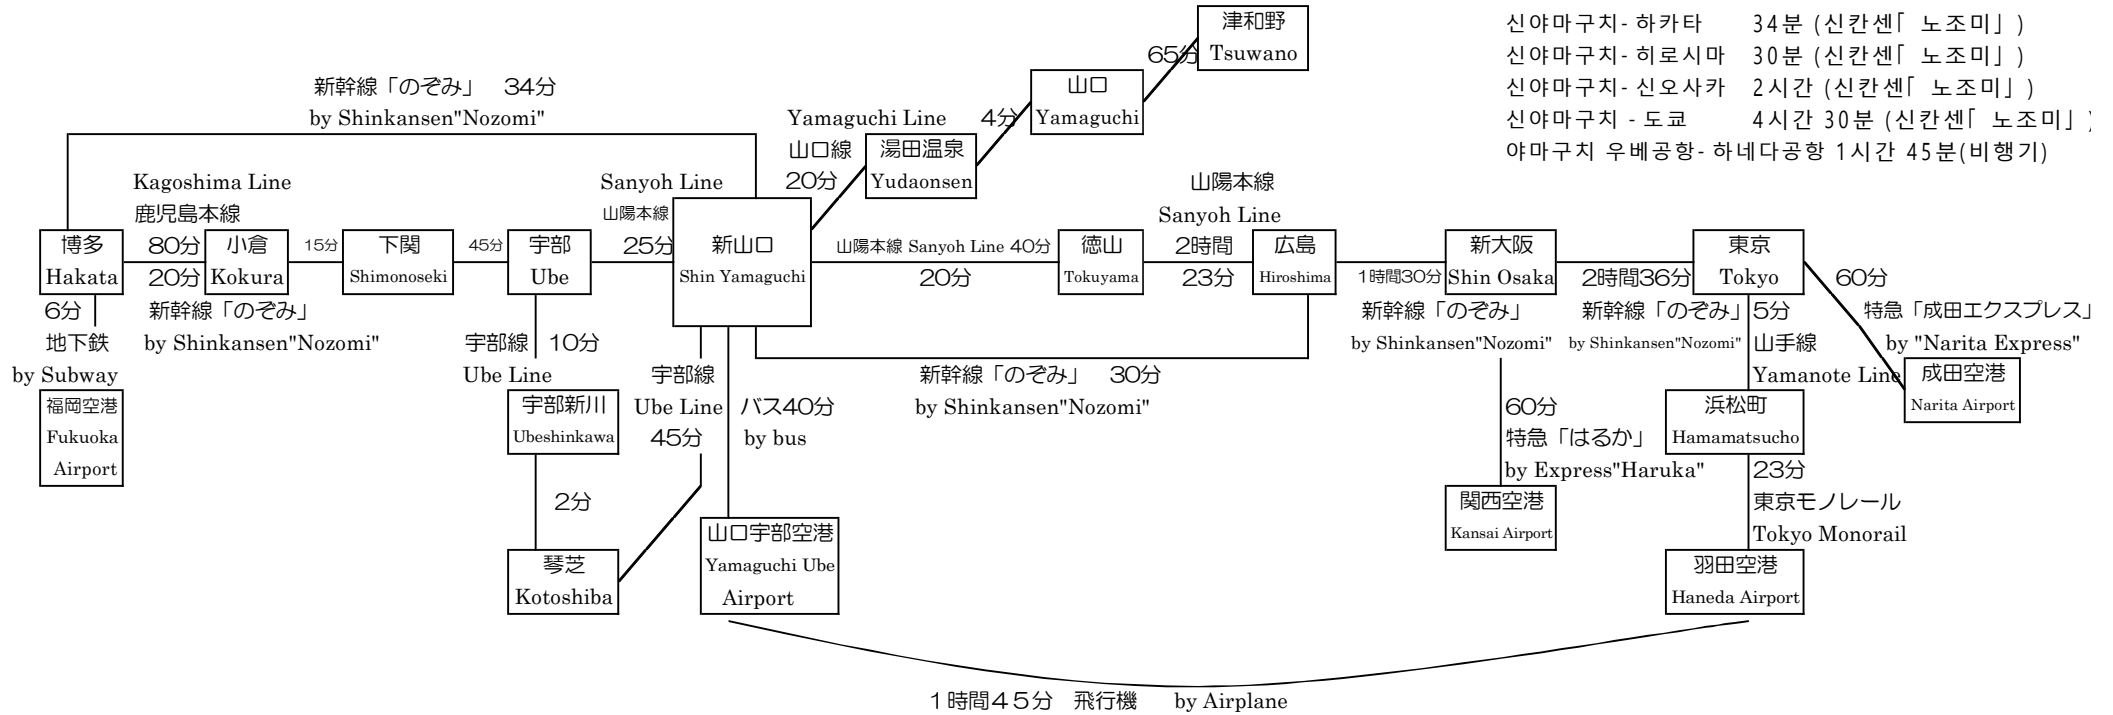 津和野
Tsuwano
65分
山口
Yamaguchi
4分
Yamaguchi Line
山口線
20分
湯田温泉
Yudaonsen
신야마구치- 하카타 34분 (신칸센「 노조미」)
신야마구치- 히로시마 30분 (신칸센「 노조미」)
신야마구치- 신오사카 2시간 (신칸센「 노조미」)
신야마구치 - 도쿄 4시간 30분 (신칸센「 노조미」)
야마구치 우베공항- 하네다공항 1시간 45분(비행기)
新幹線「のぞみ」 34分
by Shinkansen"Nozomi"
Kagoshima Line
鹿児島本線
80分
20分
新幹線「のぞみ」
by Shinkansen"Nozomi"
博多
Hakata
6分
地下鉄
by Subway
福岡空港
Fukuoka
Airport
小倉
Kokura
15分
下関
Shimonoseki
45分
宇部
Ube
Sanyoh Line
山陽本線
25分
新山口
Shin Yamaguchi
宇部線 10分
Ube Line
宇部新川
Ubeshinkawa
2分
琴芝
Kotoshiba
宇部線
Ube Line
45分
バス40分
by bus
山口宇部空港
Yamaguchi Ube
Airport
山陽本線 Sanyoh Line 40分
20分
徳山
Tokuyama
山陽本線
Sanyoh Line
2時間
23分
広島
Hiroshima
新幹線「のぞみ」 30分
by Shinkansen"Nozomi"
1時間30分
新幹線「のぞみ」
by Shinkansen"Nozomi"
新大阪
Shin Osaka
60分
特急「はるか」
by Express"Haruka"
関西空港
Kansai Airport
2時間36分
新幹線「のぞみ」
by Shinkansen"Nozomi"
東京
Tokyo
5分
山手線
Yamanote Line
浜松町
Hamamatsucho
23分
東京モノレール
Tokyo Monorail
羽田空港
Haneda Airport
60分
特急「成田エクスプレス」
by "Narita Express"
成田空港
Narita Airport
1時間45分 飛行機 by Airplane